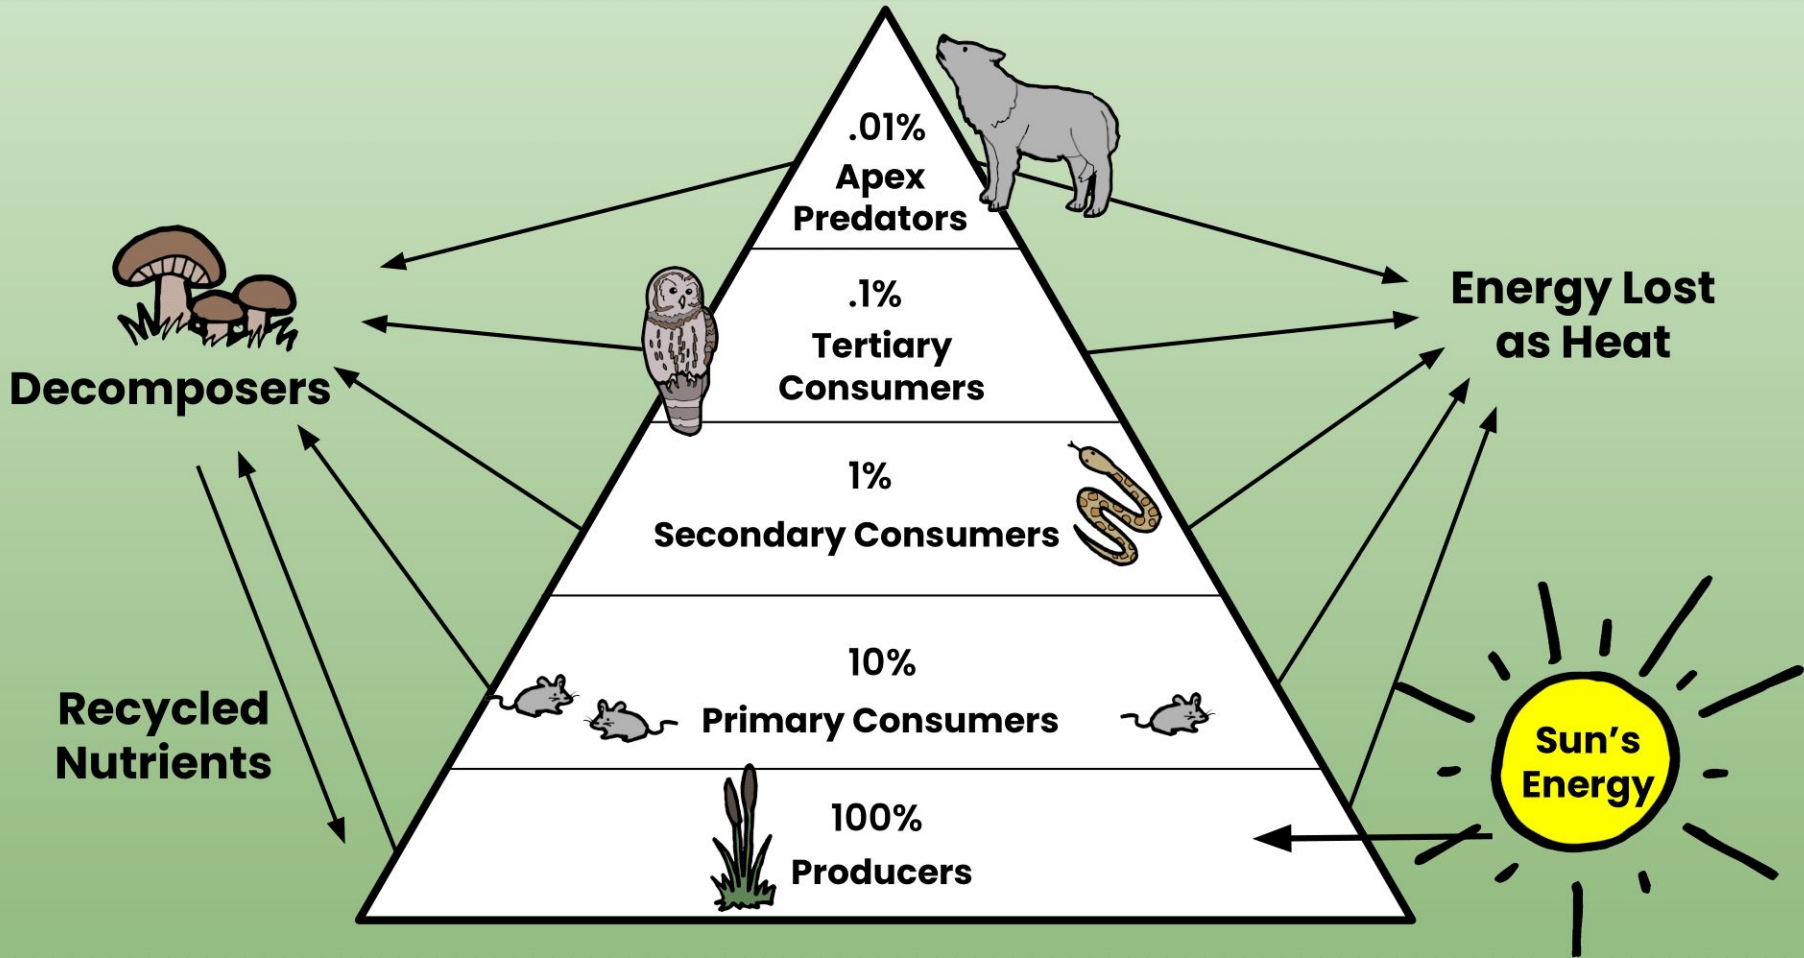 .01%
Apex
Predators
.1%
Tertiary
Consumers
1%
Secondary Consumers
10%
Primary Consumers
100%
Producers
Decomposers
Recycled
Nutrients
Energy Lost
as Heat
Sun's
Energy